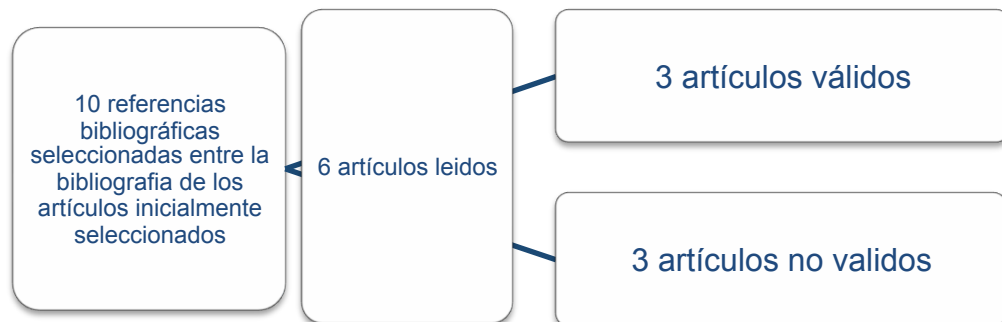 10 referencias
bibliográficas
seleccionadas entre la
bibliografia de los
artículos inicialmente
seleccionados
6 artículos leidos
3 artículos válidos
3 artículos no validos